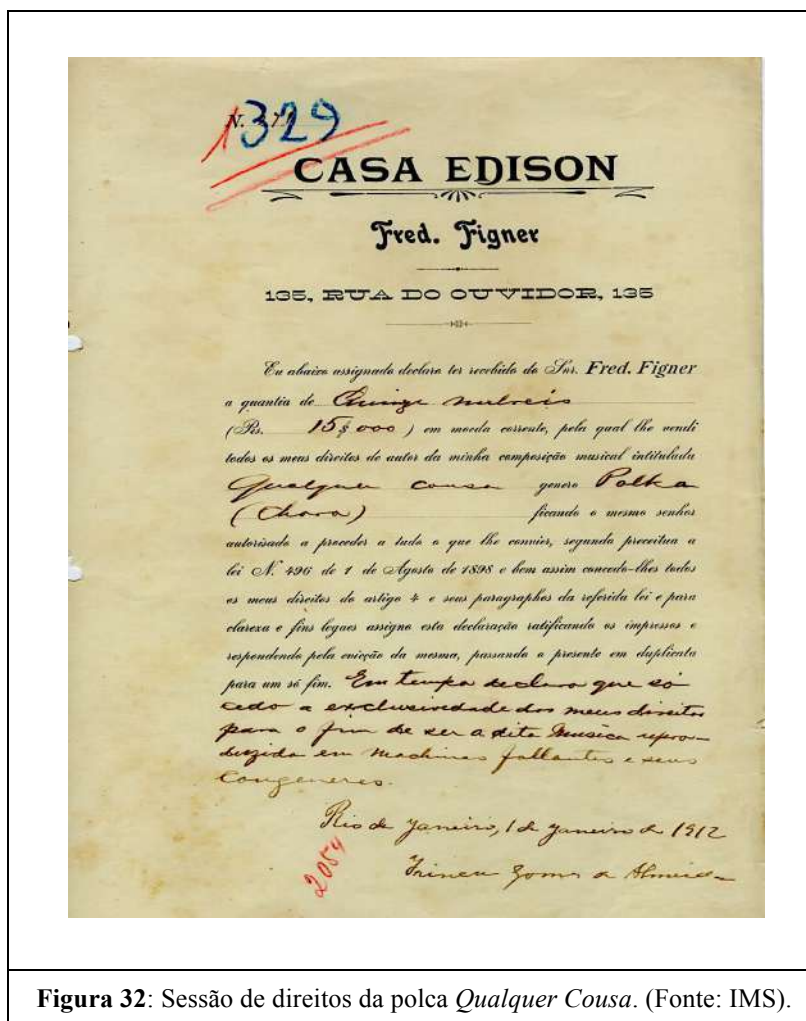 N.
329
CASA EDISON
Fred. Figner
135, RUA DO OUVIDOR, 135
Eu abaixo assignado declaro ter recebido do Snr. Fred. Figner
a quantia de Quinze milreis
(Rs. 15$000) em moeda corrente, pela qual lhe vendi
todos os meus direitos de autor da minha composição musical intitulada
Qualquer cousa genero Polka
(Choro) ficando o mesmo senhor
autorisado a proceder a tudo o que lhe convier, segundo preceitua a
lei N. 496 de 1 de Agosto de 1898 e bem assim concedo-lhes todos
os meus direitos do artigo 4 e seus paragraphos da referida lei e para
clareza e fins legaes assigno esta declaração ratificando os impressos e
respondendo pela evicção da mesma, passando o presente em duplicata
para um só fim. Em tempo declaro que só
cedo a exclusividade dos meus direitos
para o fim de ser a dita Musica repro-
duzida em Machinas fallantes e seus
Congeneres.
Rio de Janeiro, 1 de Janeiro de 1912
2054
Irineu Gomes de Almeida
Figura 32: Sessão de direitos da polca Qualquer Cousa. (Fonte: IMS).